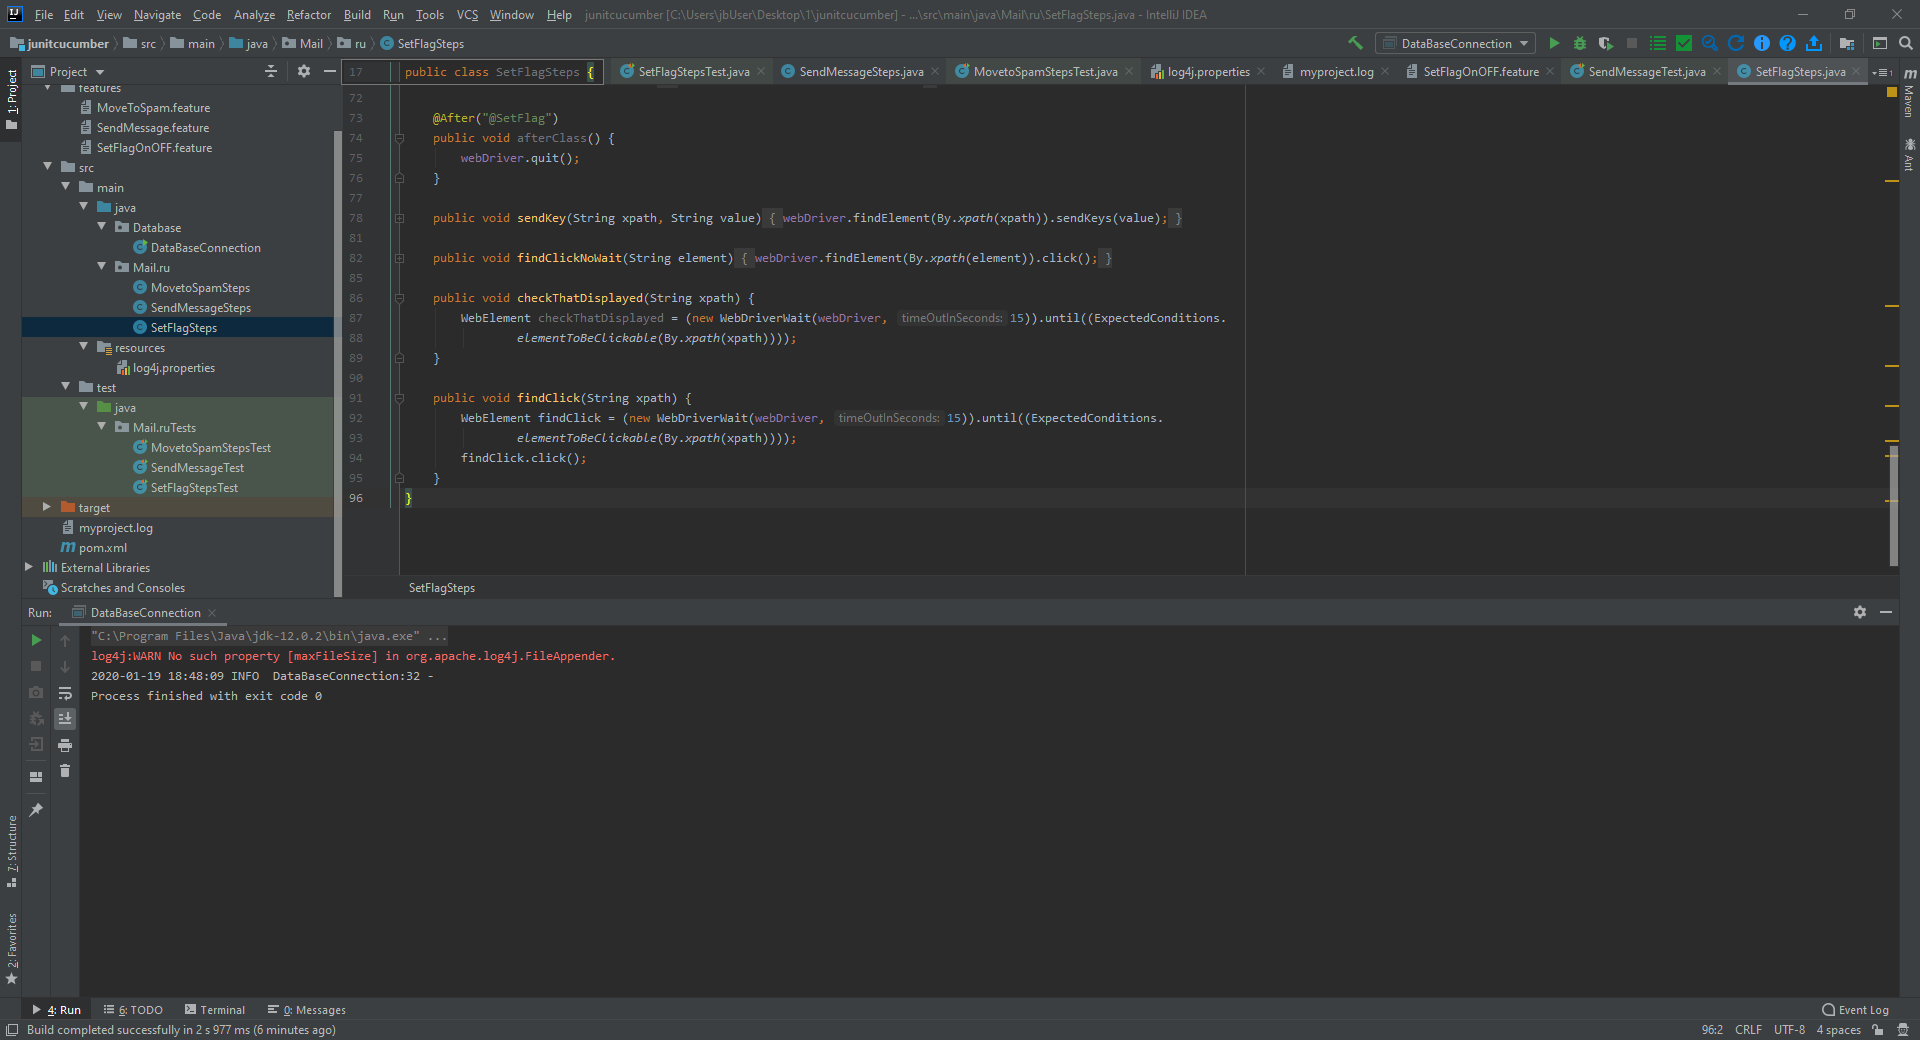 File Edit View Navigate Code Analyze Refactor Build Run Tools VCS Window Help junitcucumber [C:\Users\jbUser\Desktop\1\junitcucumber] - ...\src\main\java\Mail\ru\SetFlagSteps.java - IntelliJ IDEA
junitcucumber src main java Mail ru SetFlagSteps DataBaseConnection
Project
SetFlagStepsTest.java SendMessageSteps.java MovetoSpamStepsTest.java log4j.properties myproject.log SetFlagOnOFF.feature SendMessageTest.java SetFlagSteps.java
1: Project
7: Structure
2: Favorites
Maven
Ant
features
MoveToSpam.feature
SendMessage.feature
SetFlagOnOFF.feature
src
main
java
Database
DataBaseConnection
Mail.ru
MovetoSpamSteps
SendMessageSteps
SetFlagSteps
resources
log4j.properties
test
java
Mail.ruTests
MovetoSpamStepsTest
SendMessageTest
SetFlagStepsTest
target
myproject.log
pom.xml
External Libraries
Scratches and Consoles
17 public class SetFlagSteps {
72
73 @After("@SetFlag")
74 public void afterClass() {
75 webDriver.quit();
76 }
77
78 public void sendKey(String xpath, String value) { webDriver.findElement(By.xpath(xpath)).sendKeys(value); }
81
82 public void findClickNoWait(String element) { webDriver.findElement(By.xpath(element)).click(); }
85
86 public void checkThatDisplayed(String xpath) {
87 WebElement checkThatDisplayed = (new WebDriverWait(webDriver, timeOutInSeconds: 15)).until((ExpectedConditions.
88 elementToBeClickable(By.xpath(xpath))));
89 }
90
91 public void findClick(String xpath) {
92 WebElement findClick = (new WebDriverWait(webDriver, timeOutInSeconds: 15)).until((ExpectedConditions.
93 elementToBeClickable(By.xpath(xpath))));
94 findClick.click();
95 }
96 }
SetFlagSteps
Run: DataBaseConnection
"C:\Program Files\Java\jdk-12.0.2\bin\java.exe" ...
log4j:WARN No such property [maxFileSize] in org.apache.log4j.FileAppender.
2020-01-19 18:48:09 INFO  DataBaseConnection:32 -
Process finished with exit code 0
4: Run 6: TODO Terminal 0: Messages Event Log
Build completed successfully in 2 s 977 ms (6 minutes ago) 96:2 CRLF UTF-8 4 spaces